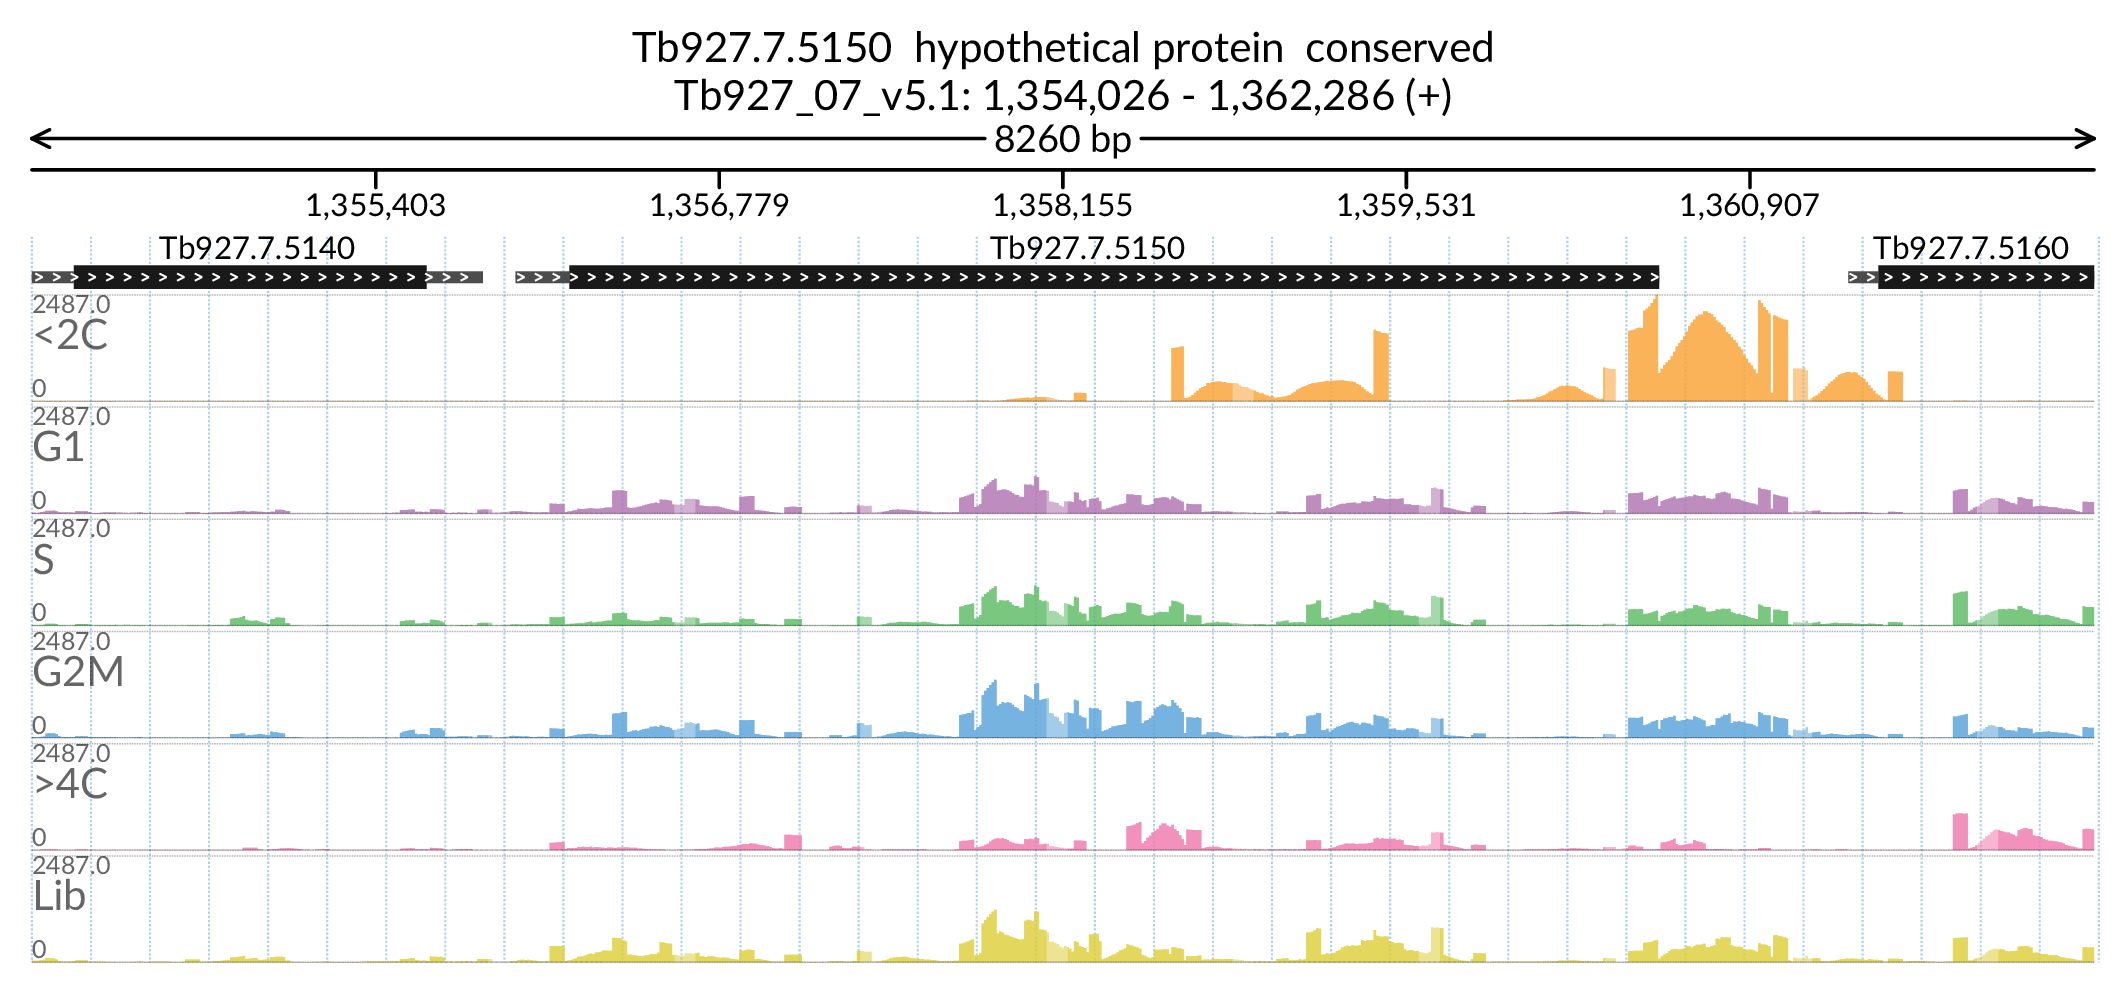 Tb927.7.5150 hypothetical protein conserved
Tb927_07_v5.1: 1,354,026 - 1,362,286 (+)
8260 bp
1,355,403 1,356,779 1,358,155 1,359,531 1,360,907
Tb927.7.5140 Tb927.7.5150 Tb927.7.5160
2487.0
<2C
0
2487.0
G1
0
2487.0
S
0
2487.0
G2M
0
2487.0
>4C
0
2487.0
Lib
0